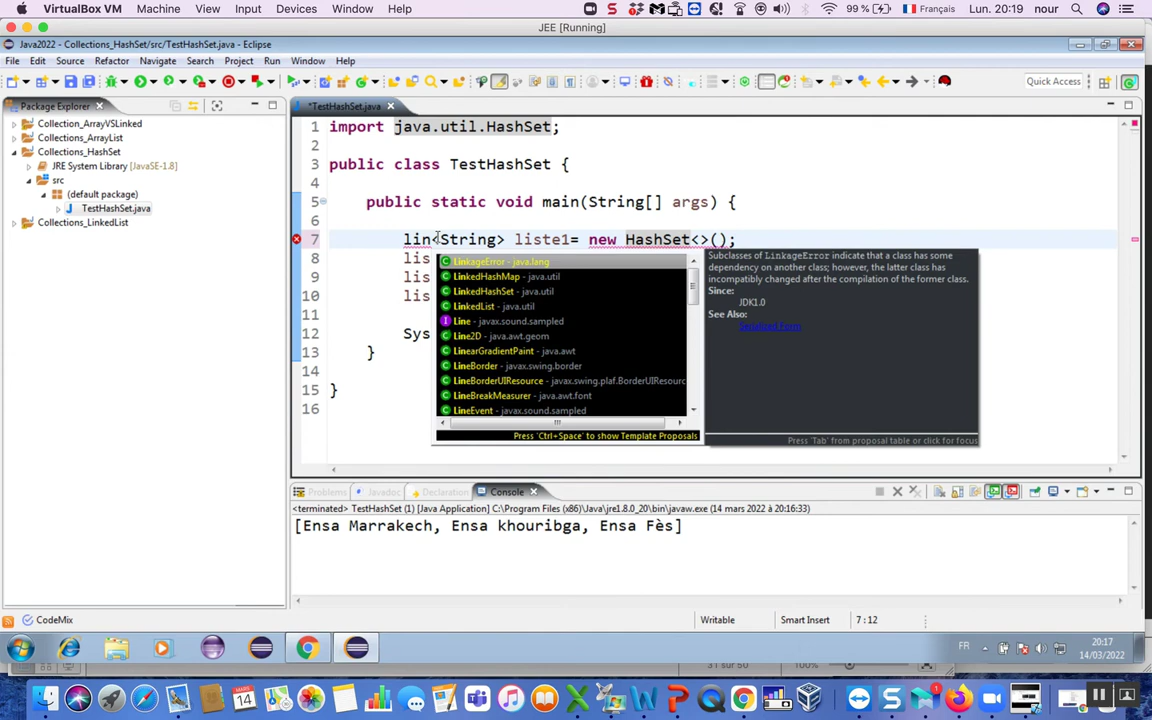 VirtualBox VM Machine View Input Devices Window Help 99 % Français Lun. 20:19 nour
JEE [Running]
Java2022 - Collections_HashSet/src/TestHashSet.java - Eclipse
File Edit Source Refactor Navigate Search Project Run Window Help
Quick Access
Package Explorer
*TestHashSet.java
Collection_ArrayVSLinked
Collections_ArrayList
Collections_HashSet
JRE System Library [JavaSE-1.8]
src
(default package)
TestHashSet.java
Collections_LinkedList
1 import java.util.HashSet;
2
3 public class TestHashSet {
4
5 public static void main(String[] args) {
6
7 lin<String> liste1= new HashSet<>();
8 lis
9 lis
10 lis
11
12 Sys
13 }
14
15 }
16
LinkageError - java.lang
LinkedHashMap - java.util
LinkedHashSet - java.util
LinkedList - java.util
Line - javax.sound.sampled
Line2D - java.awt.geom
LinearGradientPaint - java.awt
LineBorder - javax.swing.border
LineBorderUIResource - javax.swing.plaf.BorderUIResourc
LineBreakMeasurer - java.awt.font
LineEvent - javax.sound.sampled
Press 'Ctrl+Space' to show Template Proposals
Subclasses of LinkageError indicate that a class has some
dependency on another class; however, the latter class has
incompatibly changed after the compilation of the former class.
Since:
JDK1.0
See Also:
Serialized Form
Press 'Tab' from proposal table or click for focus
Problems Javadoc Declaration Console
<terminated> TestHashSet (1) [Java Application] C:\Program Files (x86)\Java\jre1.8.0_20\bin\javaw.exe (14 mars 2022 à 20:16:33)
[Ensa Marrakech, Ensa khouribga, Ensa Fès]
CodeMix
Writable Smart Insert 7 : 12
FR 20:17
14/03/2022
31 sur 50 100%